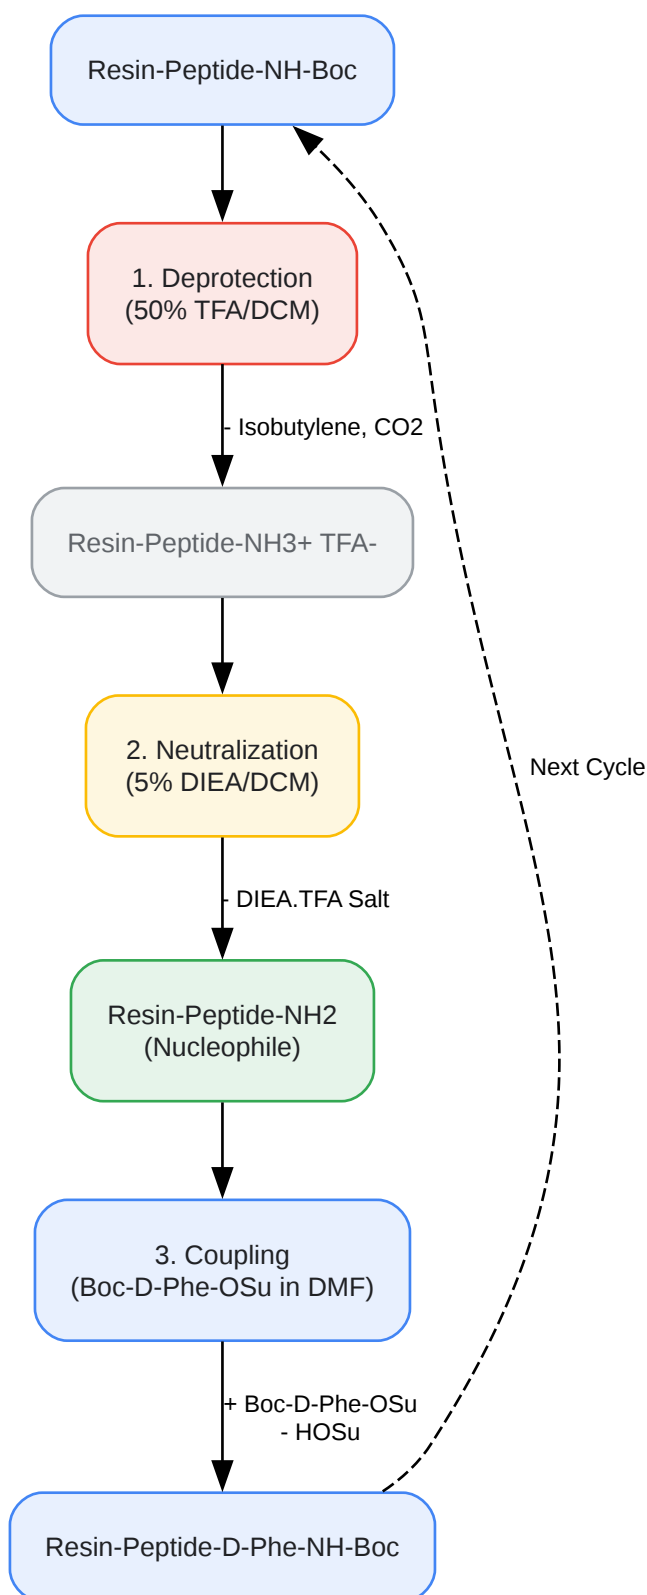 Resin-Peptide-NH-Boc
1. Deprotection
(50% TFA/DCM)
- Isobutylene, CO2
Resin-Peptide-NH3+ TFA-
2. Neutralization
(5% DIEA/DCM)
Next Cycle
- DIEA.TFA Salt
Resin-Peptide-NH2
(Nucleophile)
3. Coupling
(Boc-D-Phe-OSu in DMF)
+ Boc-D-Phe-OSu
- HOSu
Resin-Peptide-D-Phe-NH-Boc